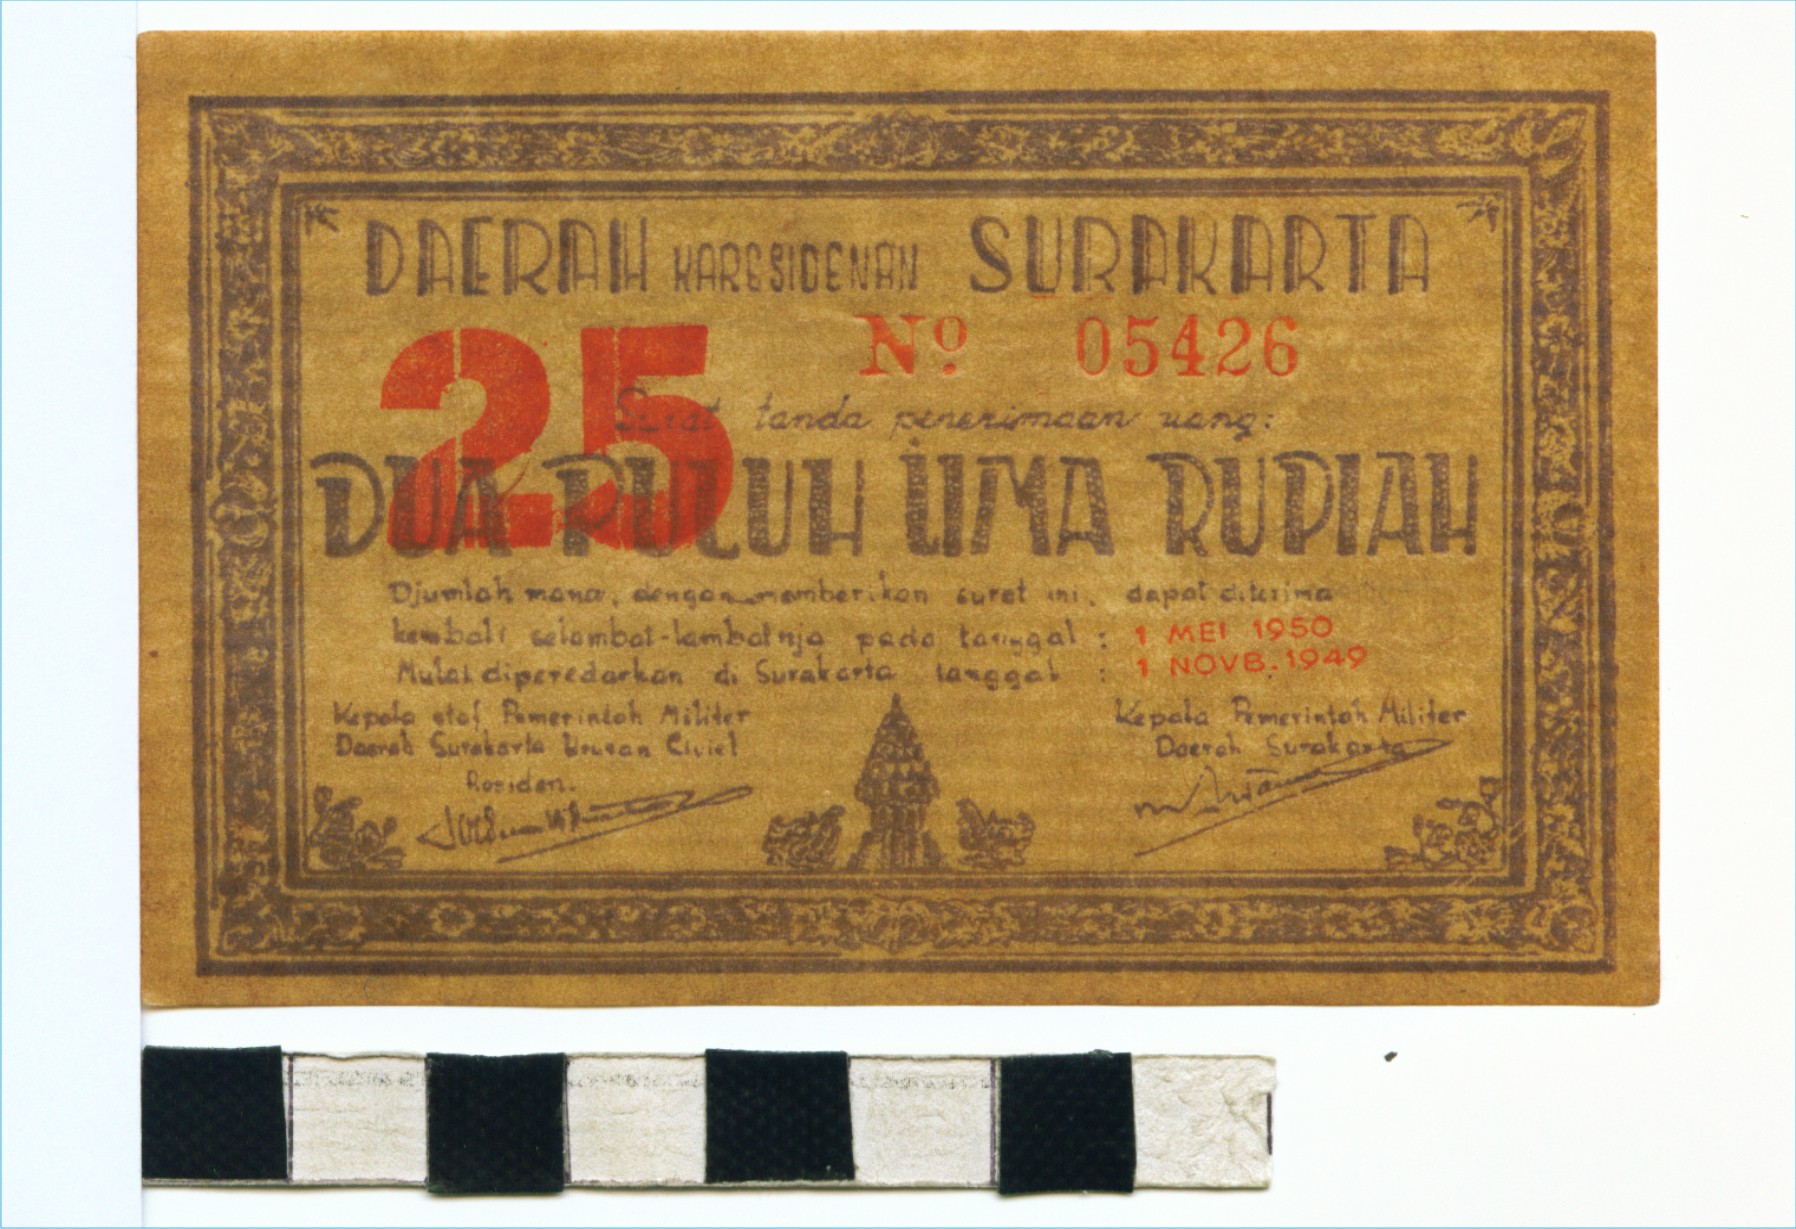 DAERAH KARESIDENAN SURAKARTA
25
Nº 05426
Surat tanda penerimaan uang:
DUA PULUH LIMA RUPIAH
Djumlah mana, dengan memberikan surat ini, dapat diterima
kembali selambat-lambatnja pada tanggal : 1 MEI 1950
Mulai diperedarkan di Surakarta tanggal : 1 NOVB. 1949
Kepala staf Pemerintah Militer
Daerah Surakarta Urusan Civiel
Residen.
Kepala Pemerintah Militer
Daerah Surakarta